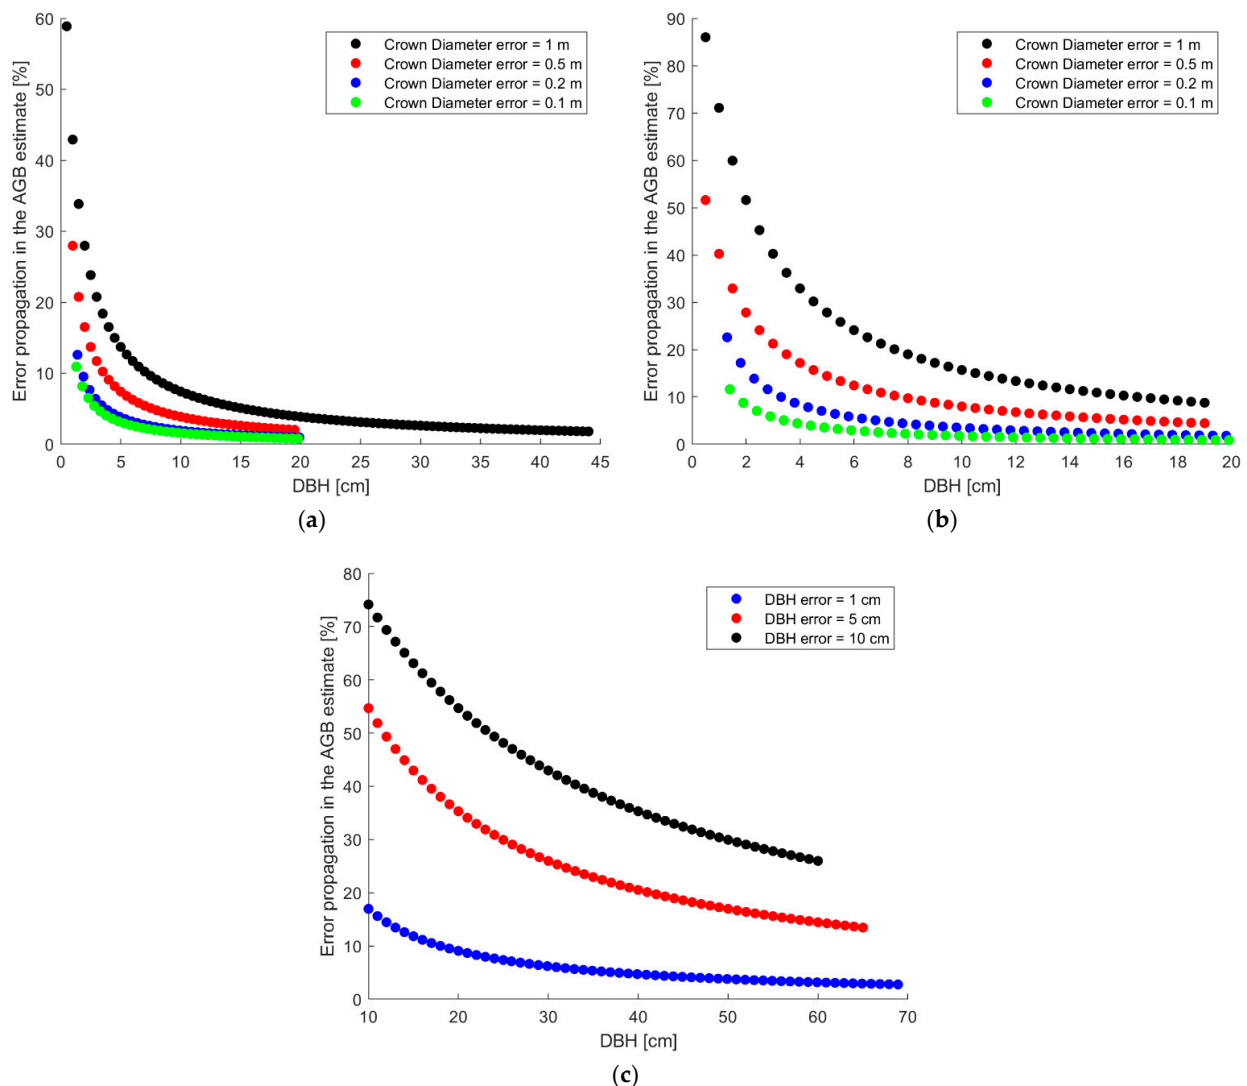 60
50
40
30
20
10
0
Error propagation in the AGB estimate [%]
Crown Diameter error = 1 m
Crown Diameter error = 0.5 m
Crown Diameter error = 0.2 m
Crown Diameter error = 0.1 m
0 5 10 15 20 25 30 35 40 45
DBH [cm]
(a)
90
80
70
60
50
40
30
20
10
0
Error propagation in the AGB estimate [%]
Crown Diameter error = 1 m
Crown Diameter error = 0.5 m
Crown Diameter error = 0.2 m
Crown Diameter error = 0.1 m
0 2 4 6 8 10 12 14 16 18 20
DBH [cm]
(b)
80
70
60
50
40
30
20
10
0
Error propagation in the AGB estimate [%]
DBH error = 1 cm
DBH error = 5 cm
DBH error = 10 cm
10 20 30 40 50 60 70
DBH [cm]
(c)